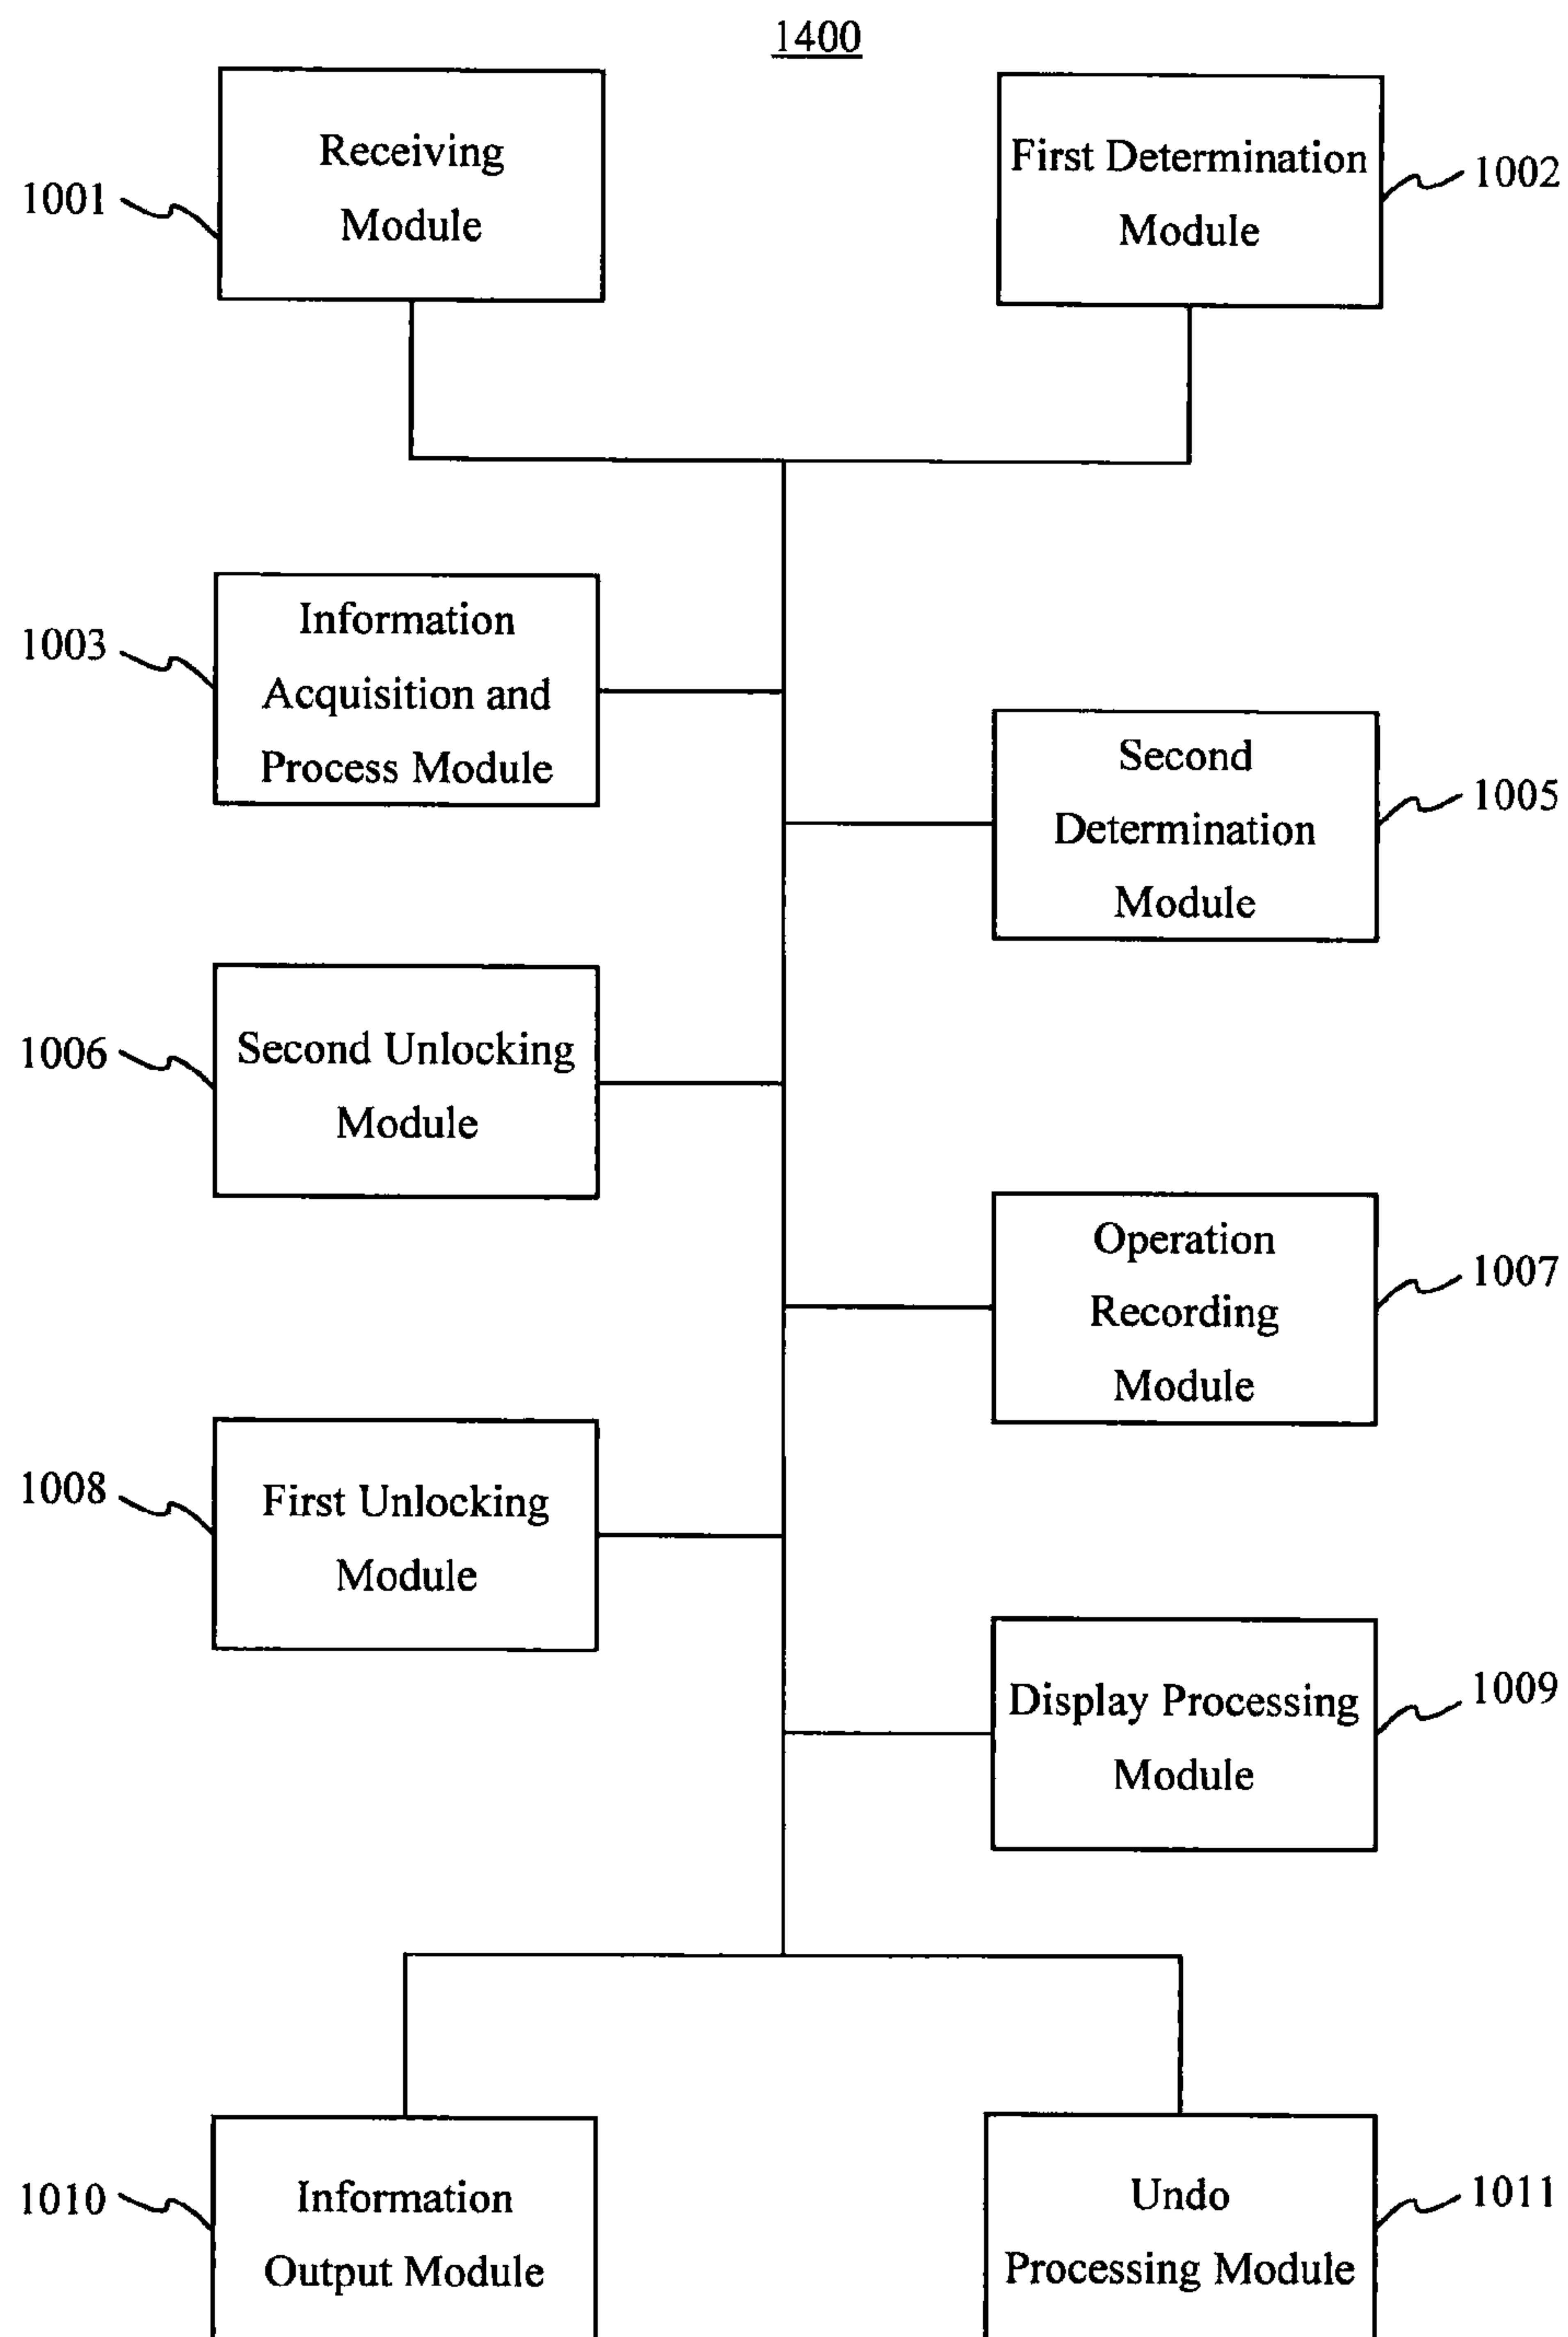 1400
Receiving
Module
1001
First Determination
Module
1002
Information
Acquisition and
Process Module
1003
Second
Determination
Module
1005
Second Unlocking
Module
1006
Operation
Recording
Module
1007
First Unlocking
Module
1008
Display Processing
Module
1009
Information
Output Module
1010
Undo
Processing Module
1011